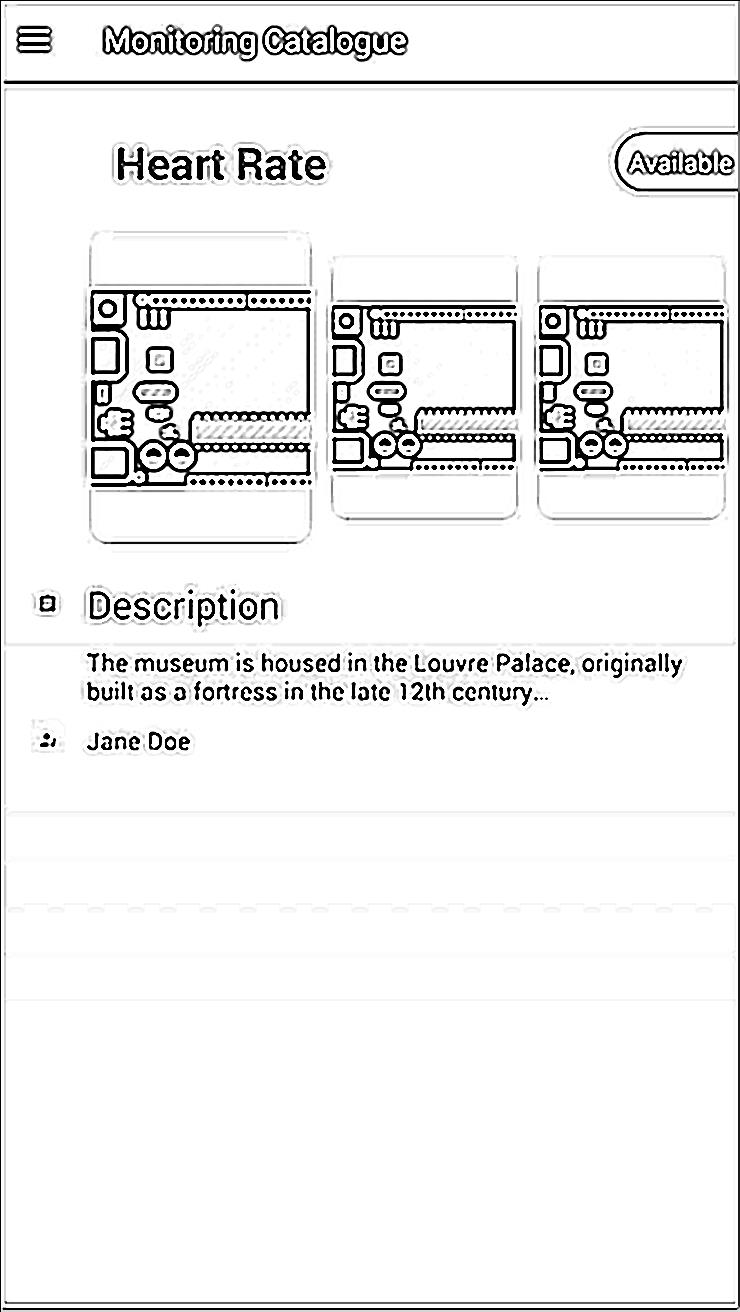 Monitoring Catalogue
Heart Rate
Available
Description
The museum is housed in the Louvre Palace, originally
built as a fortress in the late 12th century...
Jane Doe